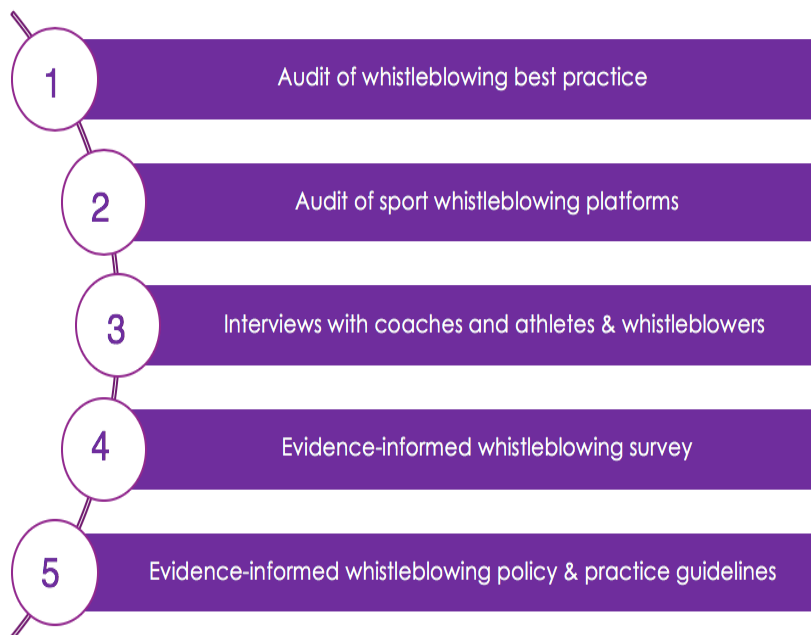 1
Audit of whistleblowing best practice
2
Audit of sport whistleblowing platforms
3
Interviews with coaches and athletes & whistleblowers
4
Evidence-informed whistleblowing survey
5
Evidence-informed whistleblowing policy & practice guidelines